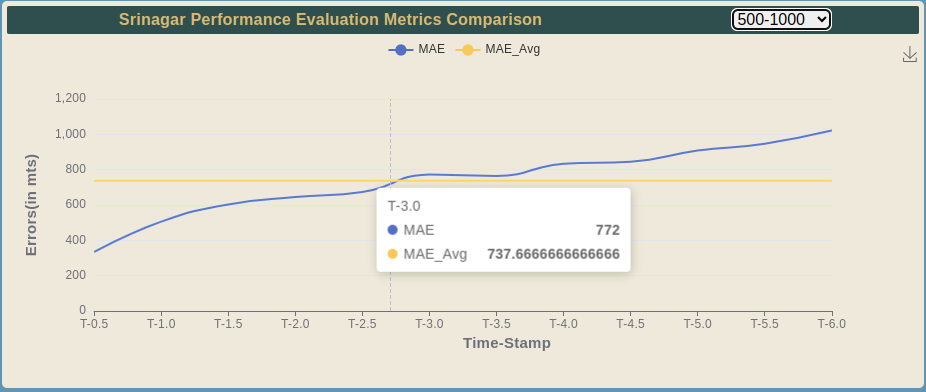 Srinagar Performance Evaluation Metrics Comparison
500-1000
MAE MAE_Avg
1,200
1,000
800
600
400
200
0
Errors(in mts)
T-3.0
MAE 772
MAE_Avg 737.6666666666666
T-0.5 T-1.0 T-1.5 T-2.0 T-2.5 T-3.0 T-3.5 T-4.0 T-4.5 T-5.0 T-5.5 T-6.0
Time-Stamp